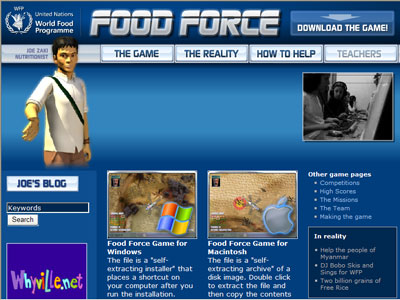 WFP
United Nations
World Food
Programme
FOOD FORCE
DOWNLOAD THE GAME!
JOE ZAKI
NUTRITIONIST
THE GAME
THE REALITY
HOW TO HELP
TEACHERS
JOE'S BLOG
Keywords
Search
Whyville.net
Food Force Game for
Windows
The file is a "self-
extracting installer" that
places a shortcut on
your computer after you
run the installation.
Food Force Game for
Macintosh
The file is a "self-
extracting archive" of a
disk image. Double click
to extract the file and
then copy the contents
Other game pages
Competitions
High Scores
The Missions
The Team
Making the game
In reality
Help the people of
Myanmar
DJ Bobo Skis and
Sings for WFP
Two billion grains of
Free Rice